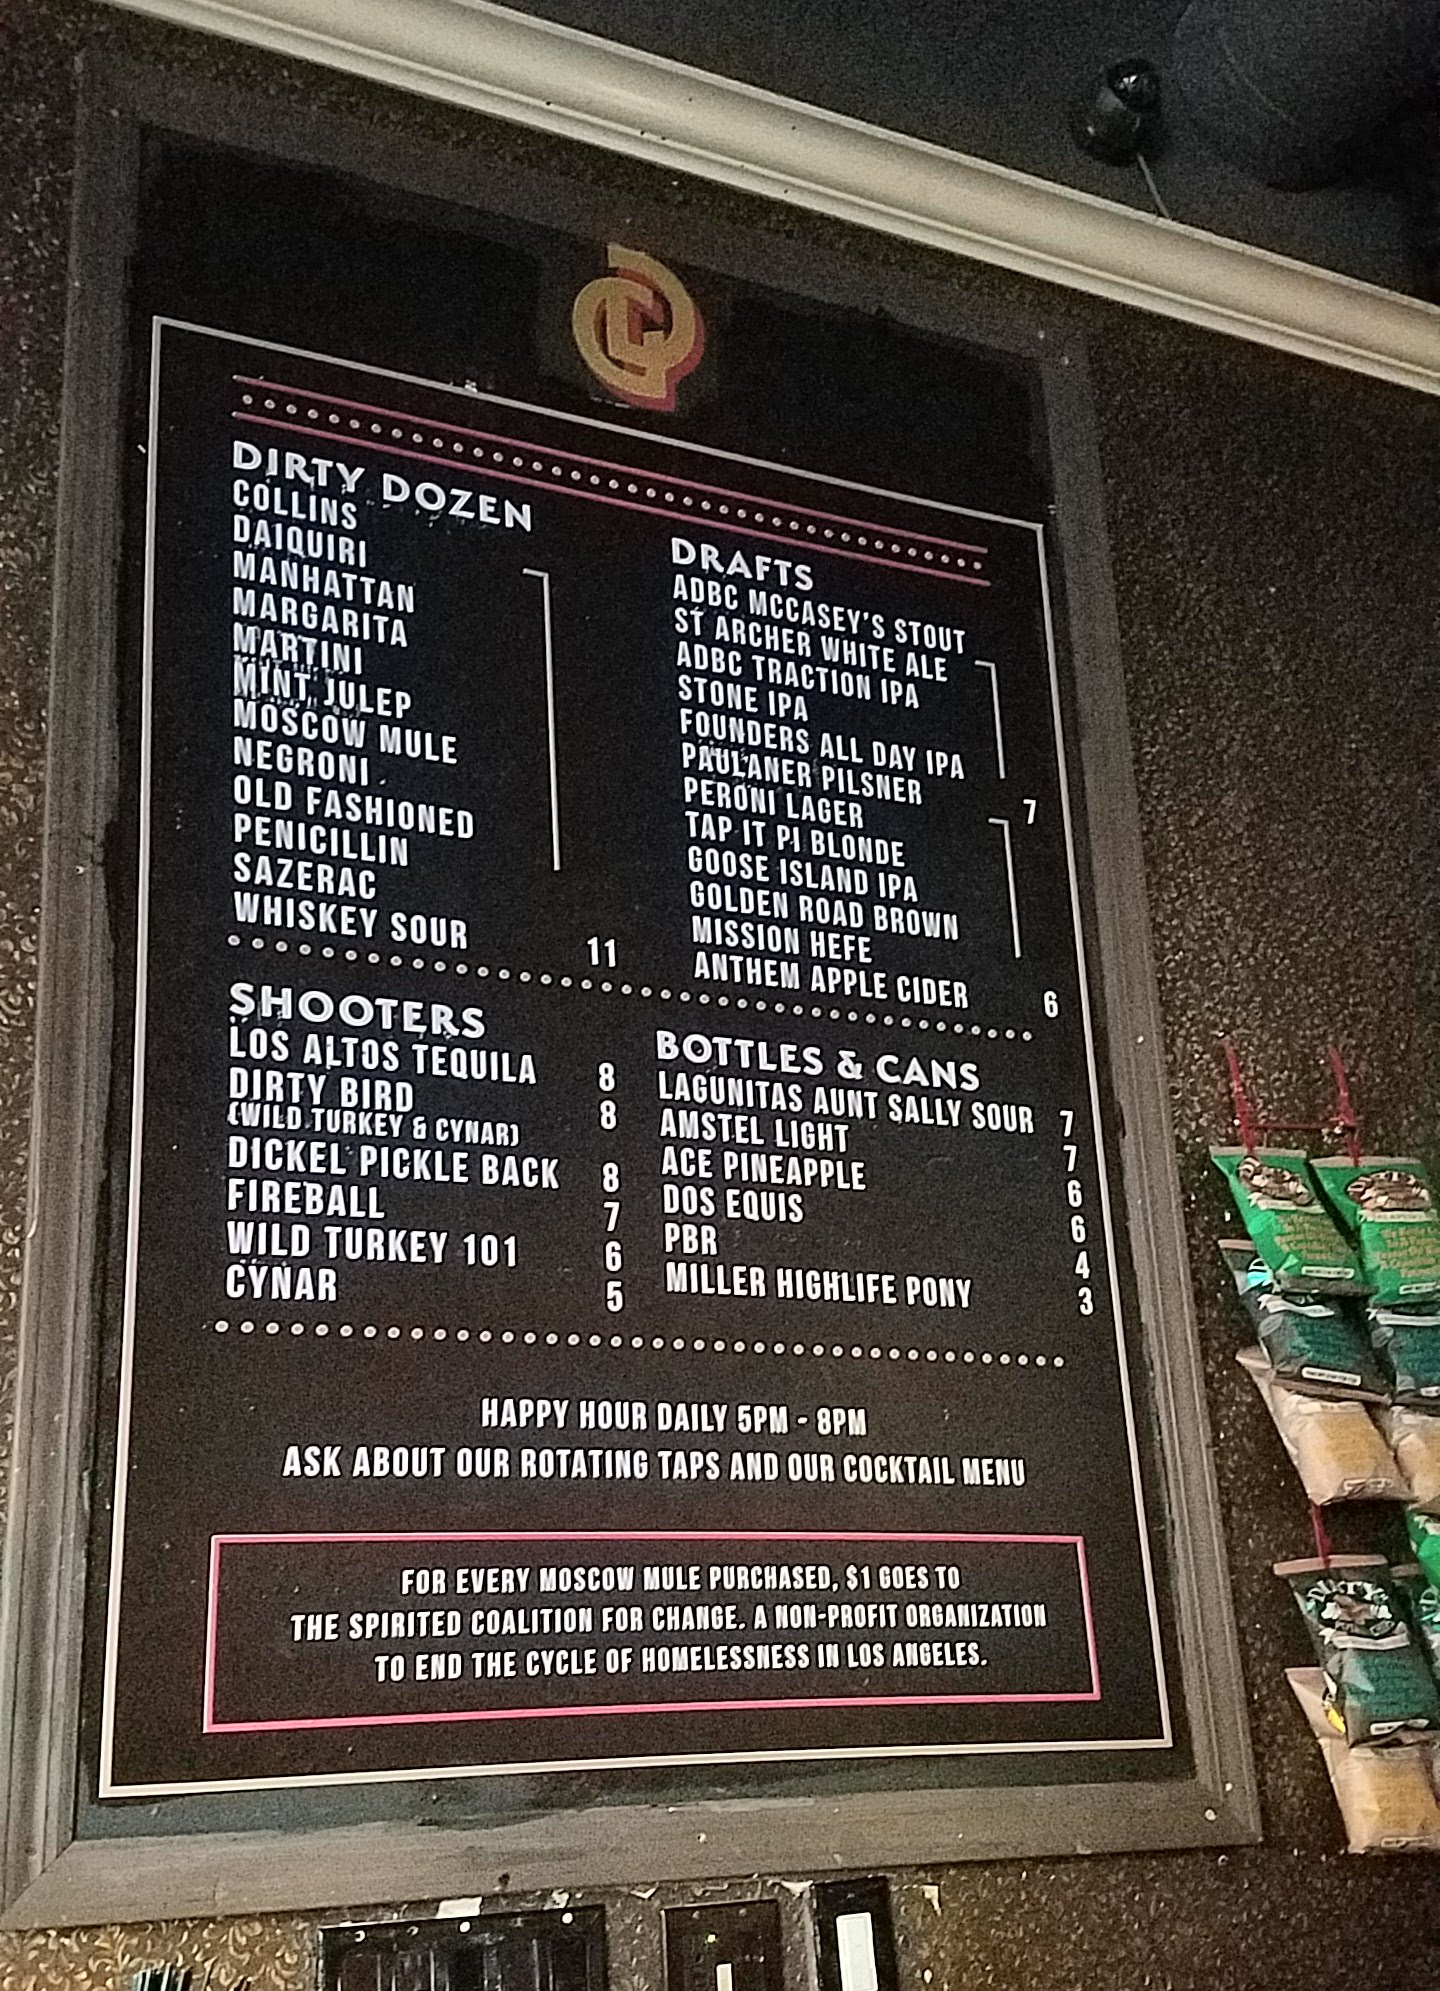 DIRTY DOZEN
COLLINS
DAIQUIRI
MANHATTAN
MARGARITA
MARTINI
MINT JULEP
MOSCOW MULE
NEGRONI
OLD FASHIONED
PENICILLIN
SAZERAC
WHISKEY SOUR
11
DRAFTS
ADBC MCCASEY'S STOUT
ST ARCHER WHITE ALE
ADBC TRACTION IPA
STONE IPA
FOUNDERS ALL DAY IPA
PAULANER PILSNER
7
PERONI LAGER
TAP IT PI BLONDE
GOOSE ISLAND IPA
GOLDEN ROAD BROWN
MISSION HEFE
ANTHEM APPLE CIDER
6
SHOOTERS
LOS ALTOS TEQUILA 8
DIRTY BIRD 8
(WILD TURKEY & CYNAR)
DICKEL PICKLE BACK 8
FIREBALL 7
WILD TURKEY 101 6
CYNAR 5
BOTTLES & CANS
LAGUNITAS AUNT SALLY SOUR 7
AMSTEL LIGHT 7
ACE PINEAPPLE 6
DOS EQUIS 6
PBR 4
MILLER HIGHLIFE PONY 3
HAPPY HOUR DAILY 5PM - 8PM
ASK ABOUT OUR ROTATING TAPS AND OUR COCKTAIL MENU
FOR EVERY MOSCOW MULE PURCHASED, $1 GOES TO
THE SPIRITED COALITION FOR CHANGE. A NON-PROFIT ORGANIZATION
TO END THE CYCLE OF HOMELESSNESS IN LOS ANGELES.